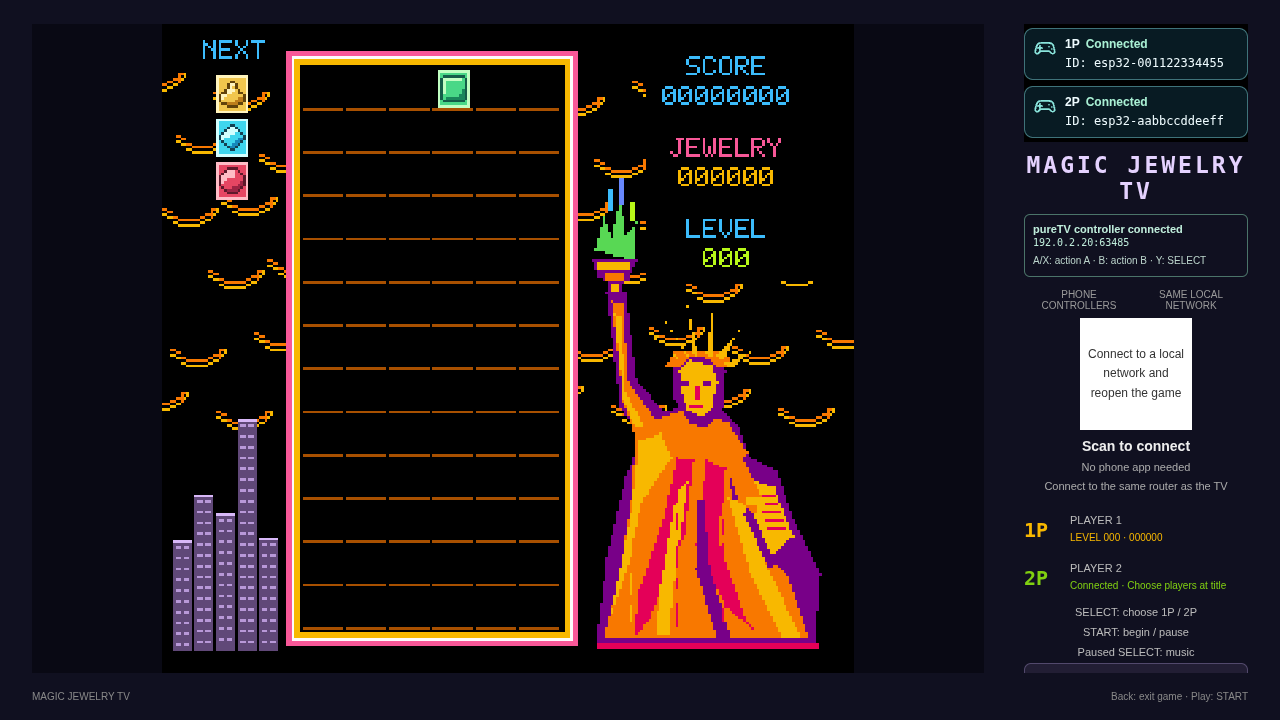 NEXT
SCORE
00000000
JEWELRY
000000
LEVEL
000
1P Connected
ID: esp32-001122334455
2P Connected
ID: esp32-aabbccddeeff
MAGIC JEWELRY
TV
pureTV controller connected
192.0.2.20:63485
A/X: action A · B: action B · Y: SELECT
PHONE
CONTROLLERS
SAME LOCAL
NETWORK
Connect to a local
network and
reopen the game
Scan to connect
No phone app needed
Connect to the same router as the TV
1P
PLAYER 1
LEVEL 000 · 000000
2P
PLAYER 2
Connected · Choose players at title
SELECT: choose 1P / 2P
START: begin / pause
Paused SELECT: music
MAGIC JEWELRY TV
Back: exit game · Play: START